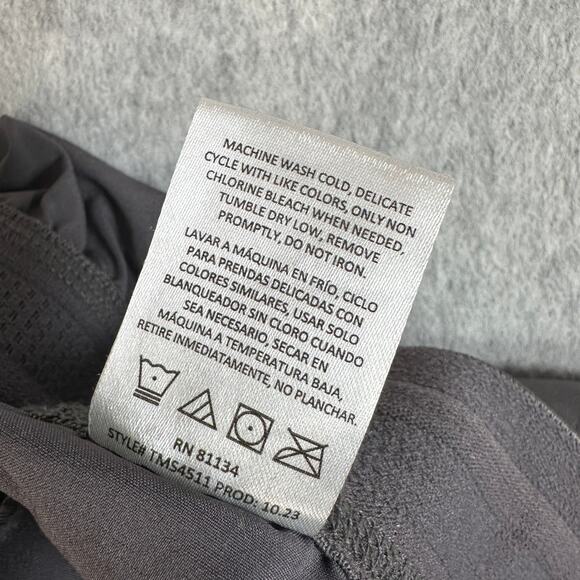 MACHINE WASH COLD, DELICATE
CYCLE WITH LIKE COLORS, ONLY NON
CHLORINE BLEACH WHEN NEEDED,
TUMBLE DRY LOW, REMOVE
PROMPTLY, DO NOT IRON.
LAVAR A MÁQUINA EN FRÍO, CICLO
PARA PRENDAS DELICADAS CON
COLORES SIMILARES, USAR SOLO
BLANQUEADOR SIN CLORO CUANDO
SEA NECESARIO, SECAR EN
MÁQUINA A TEMPERATURA BAJA,
RETIRE INMEDIATAMENTE, NO PLANCHAR.
RN 81134
STYLE# TMS4511 PROD: 10.23